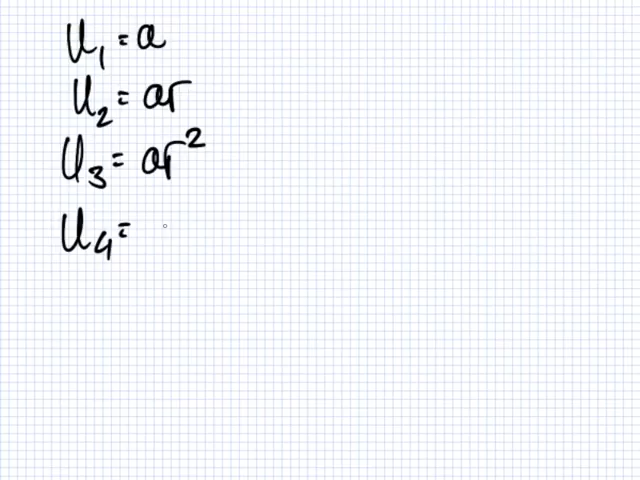 U₁ = a
U₂ = ar
U₃ = ar²
U₄ =